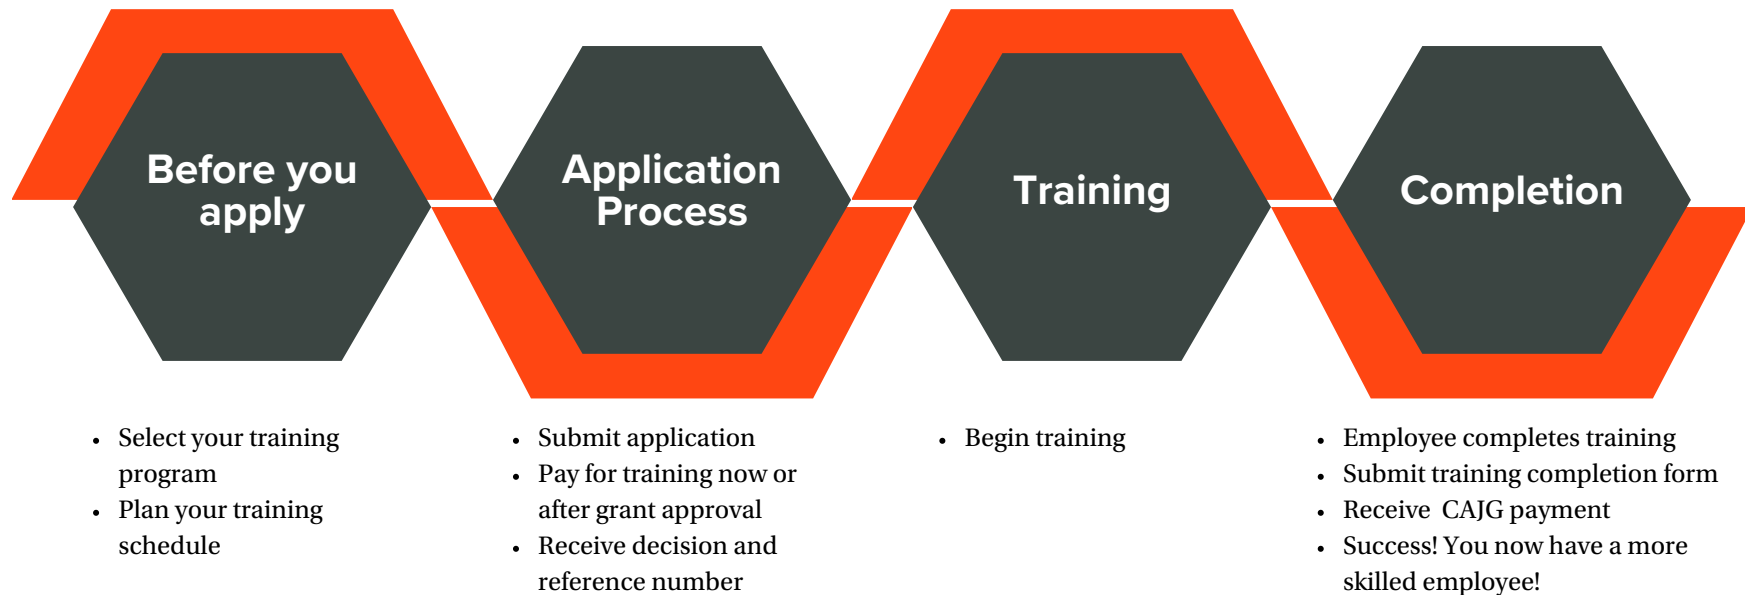 Before you
apply
Application
Process
Training
Completion
• Select your training
program
• Plan your training
schedule
• Submit application
• Pay for training now or
after grant approval
• Receive decision and
reference number
• Begin training
• Employee completes training
• Submit training completion form
• Receive CAJG payment
• Success! You now have a more
skilled employee!